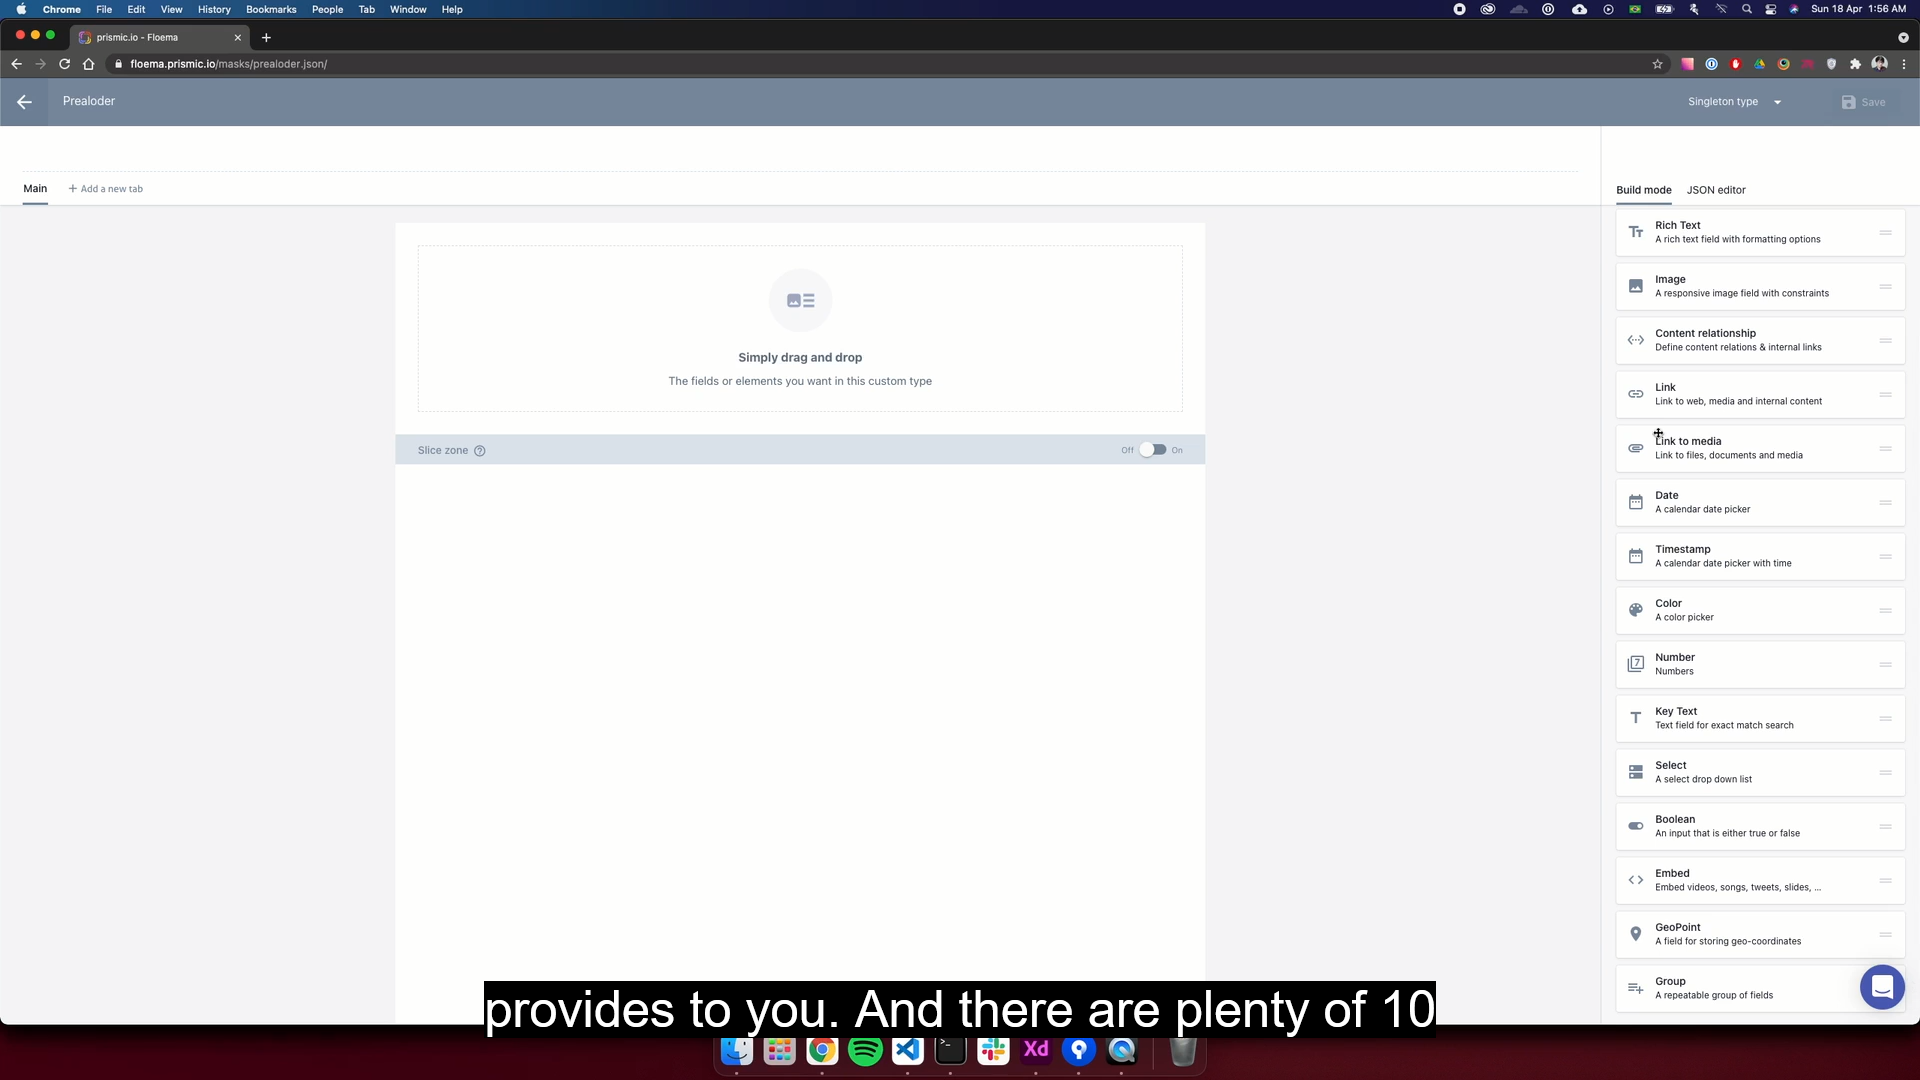 Chrome File Edit View History Bookmarks People Tab Window Help
Sun 18 Apr 1:56 AM
prismic.io - Floema
floema.prismic.io/masks/prealoder.json/
Prealoder
Singleton type
Save
Main
+ Add a new tab
Build mode
JSON editor
Simply drag and drop
The fields or elements you want in this custom type
Slice zone
Off
On
Rich Text
A rich text field with formatting options
Image
A responsive image field with constraints
Content relationship
Define content relations & internal links
Link
Link to web, media and internal content
Link to media
Link to files, documents and media
Date
A calendar date picker
Timestamp
A calendar date picker with time
Color
A color picker
Number
Numbers
Key Text
Text field for exact match search
Select
A select drop down list
Boolean
An input that is either true or false
Embed
Embed videos, songs, tweets, slides, ...
GeoPoint
A field for storing geo-coordinates
Group
A repeatable group of fields
provides to you. And there are plenty of 10
Xd